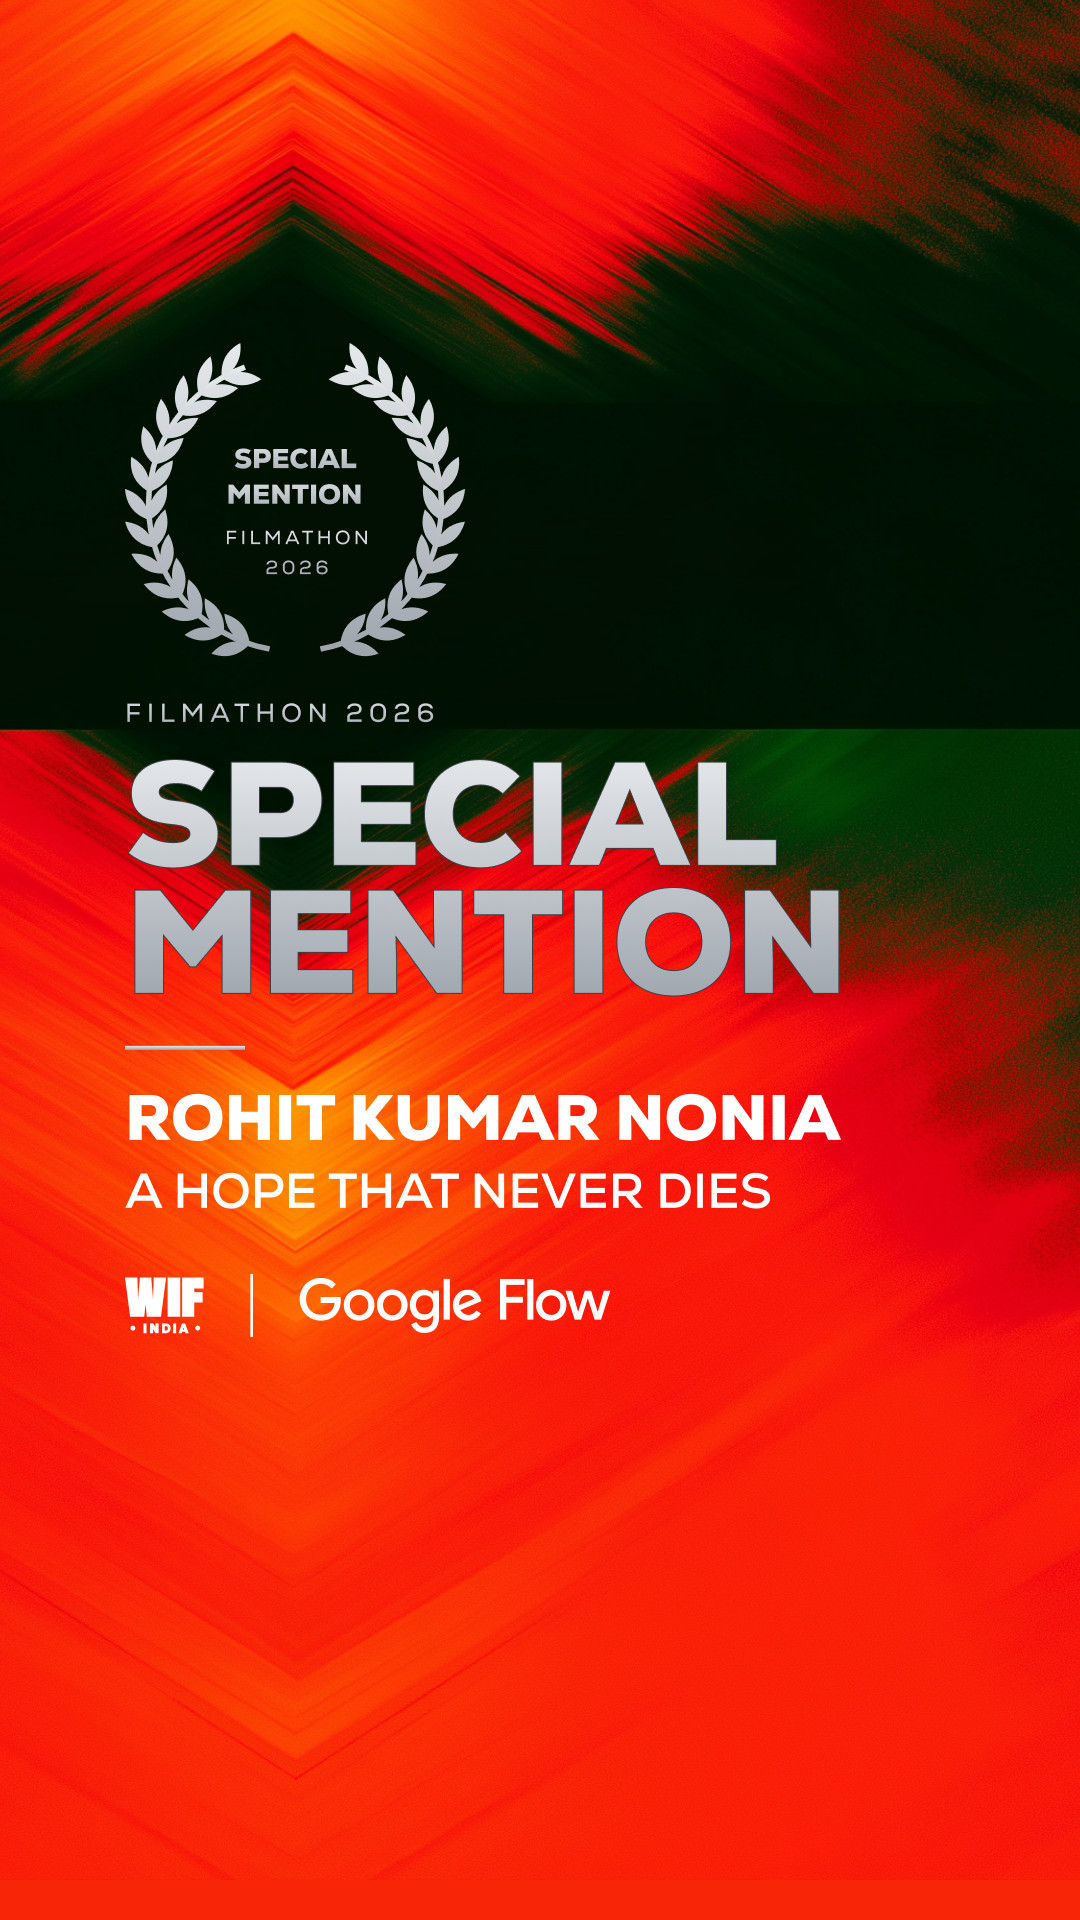 SPECIAL
MENTION
FILMATHON
2026
FILMATHON 2026
SPECIAL
MENTION
ROHIT KUMAR NONIA
A HOPE THAT NEVER DIES
WIF
• INDIA •
Google Flow